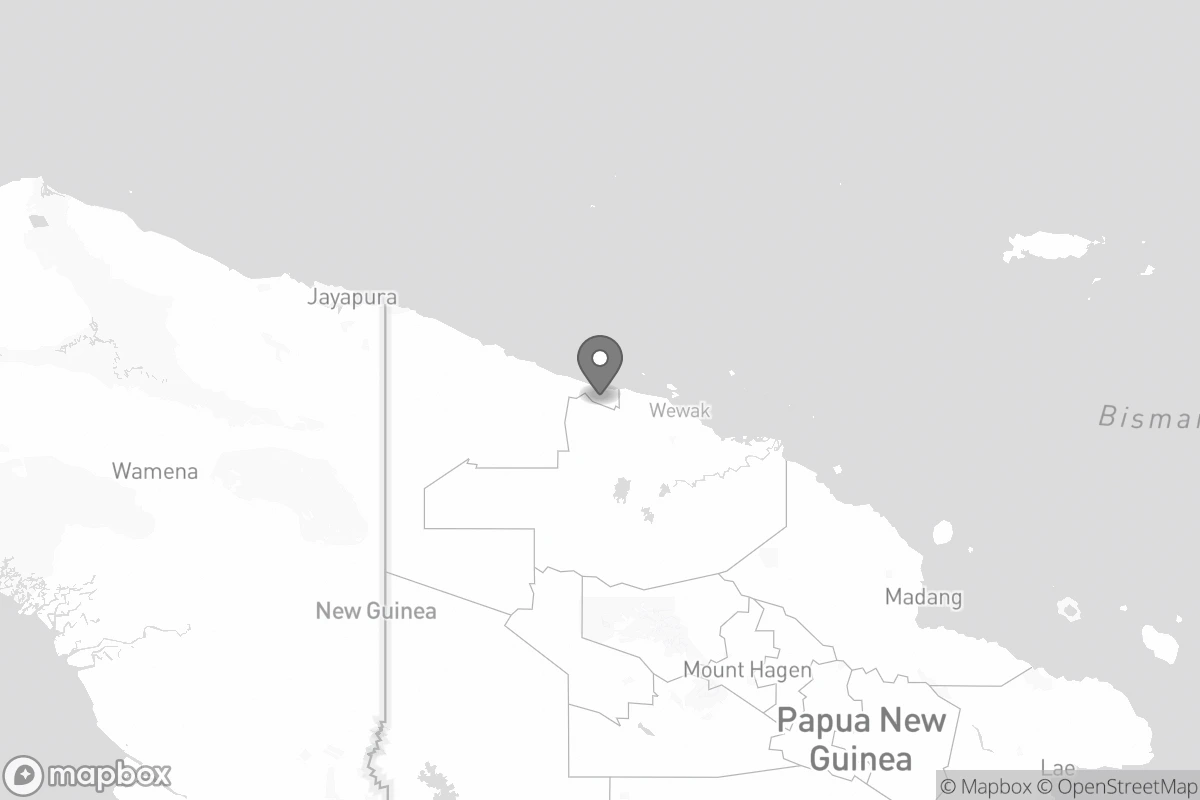 Jayapura
Wewak
Bismar
Wamena
Madang
New Guinea
Mount Hagen
Papua New
Guinea
Lae
mapbox
© Mapbox © OpenStreetMap